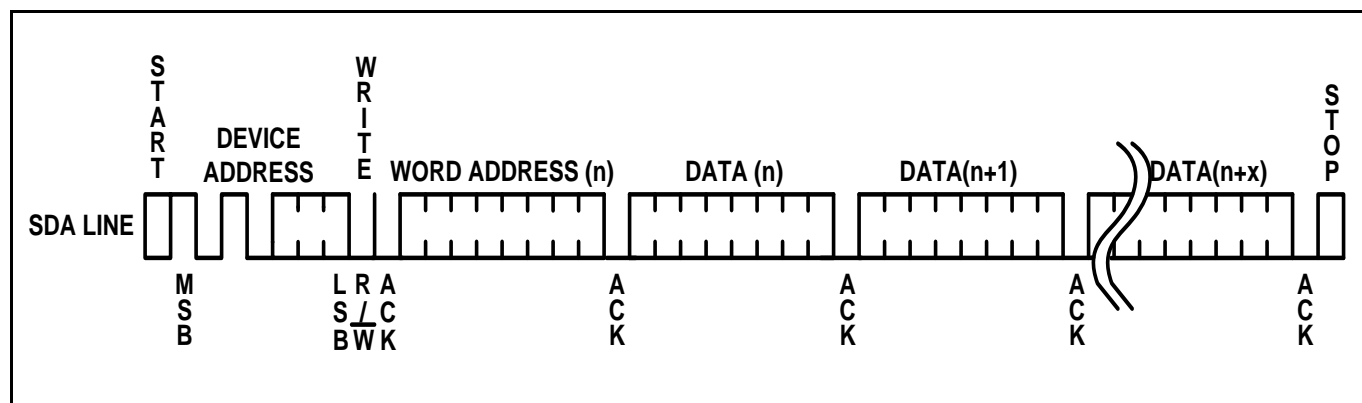 START
WRITE
STOP
DEVICE
ADDRESS
WORD ADDRESS (n)
DATA (n)
DATA(n+1)
DATA(n+x)
SDA LINE
MSB
LSB
R/W
ACK
ACK
ACK
ACK
ACK